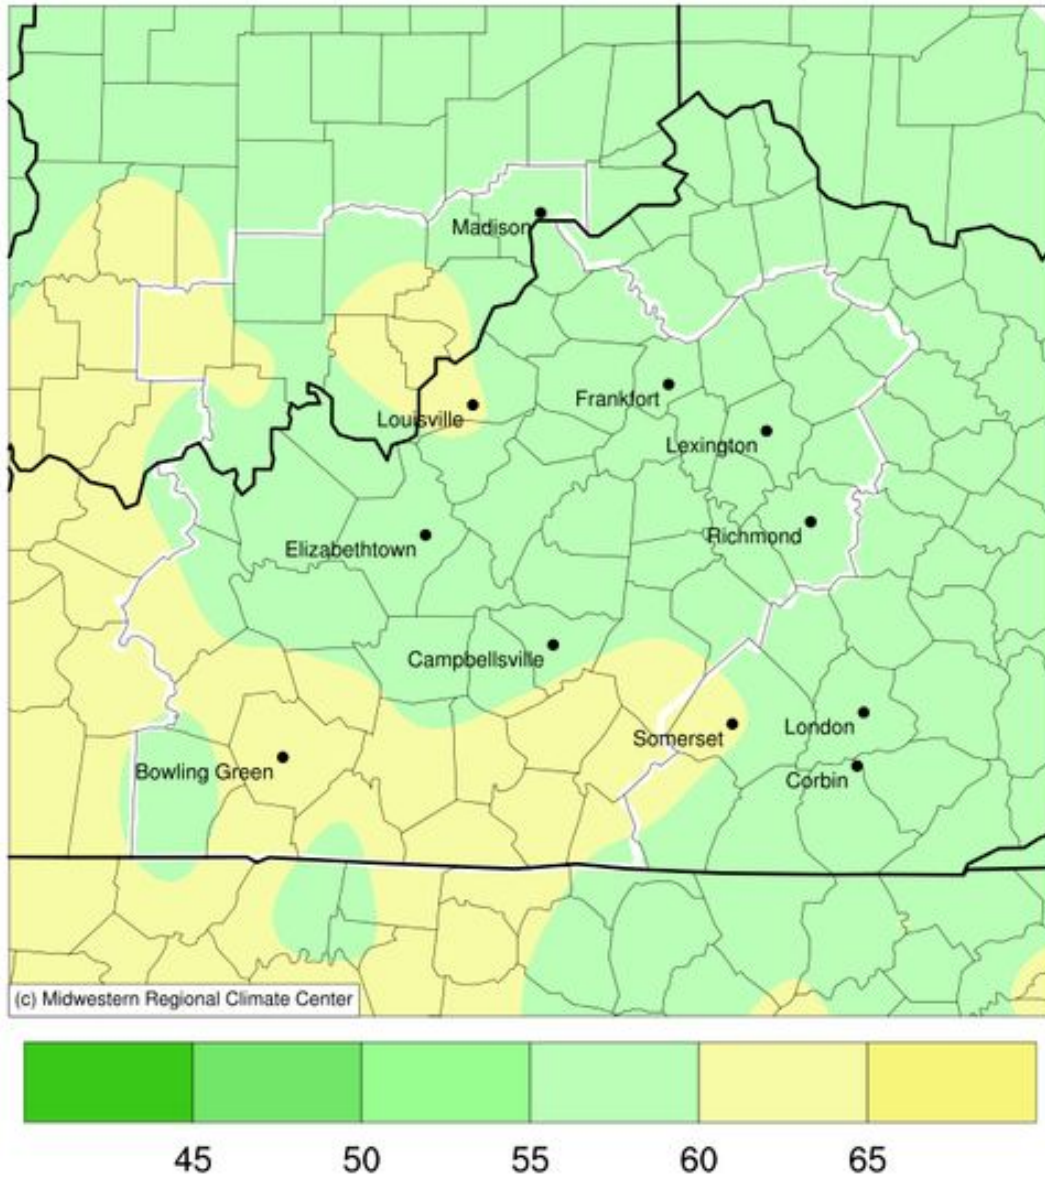 Madison
Louisville
Frankfort
Lexington
Elizabethtown
Richmond
Campbellsville
Somerset
London
Bowling Green
Corbin
(c) Midwestern Regional Climate Center
45 50 55 60 65